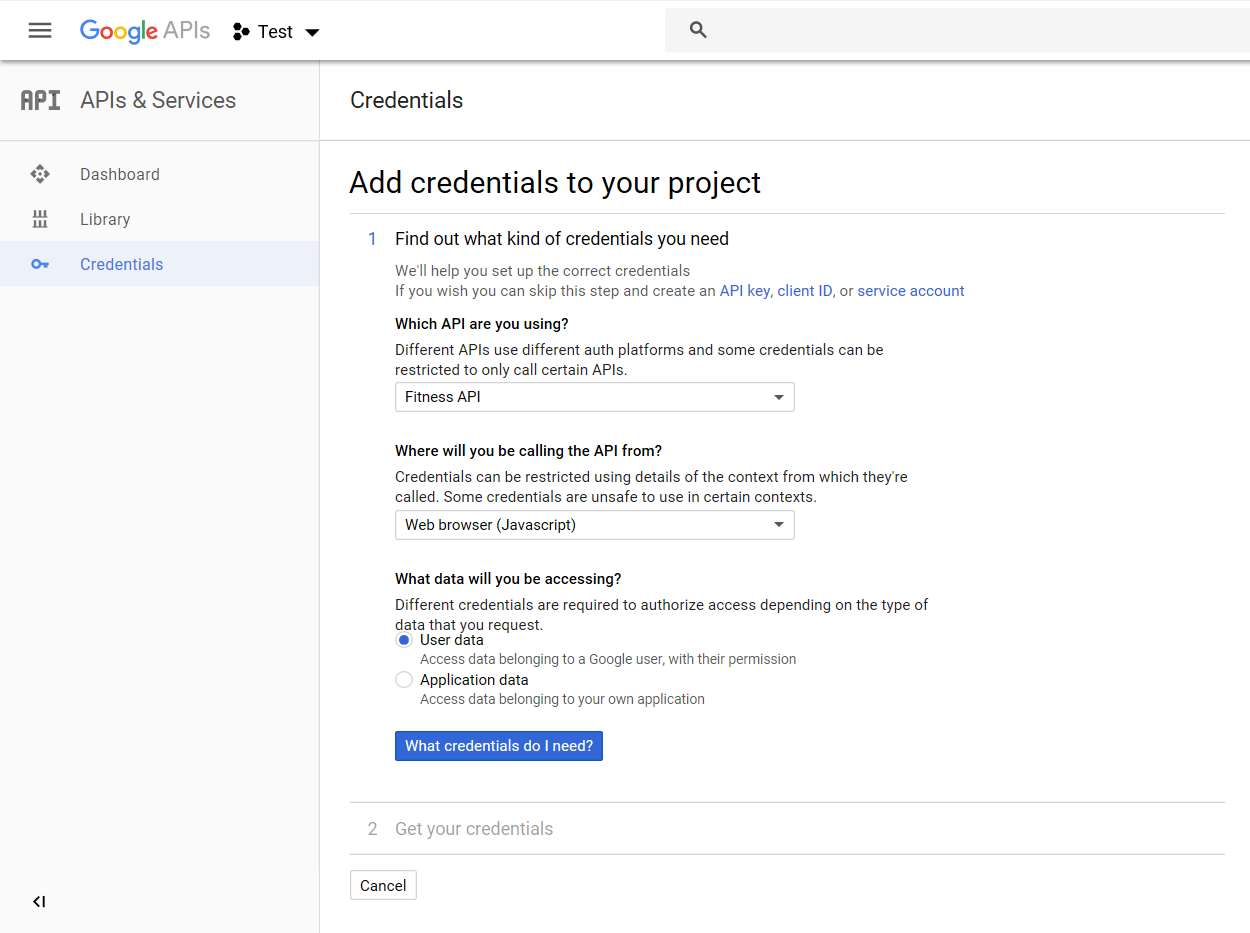 Google APIs Test
API APIs & Services
Credentials
Dashboard
Library
Credentials
Add credentials to your project
1 Find out what kind of credentials you need
We'll help you set up the correct credentials
If you wish you can skip this step and create an API key, client ID, or service account
Which API are you using?
Different APIs use different auth platforms and some credentials can be
restricted to only call certain APIs.
Fitness API
Where will you be calling the API from?
Credentials can be restricted using details of the context from which they're
called. Some credentials are unsafe to use in certain contexts.
Web browser (Javascript)
What data will you be accessing?
Different credentials are required to authorize access depending on the type of
data that you request.
User data
Access data belonging to a Google user, with their permission
Application data
Access data belonging to your own application
What credentials do I need?
2 Get your credentials
Cancel